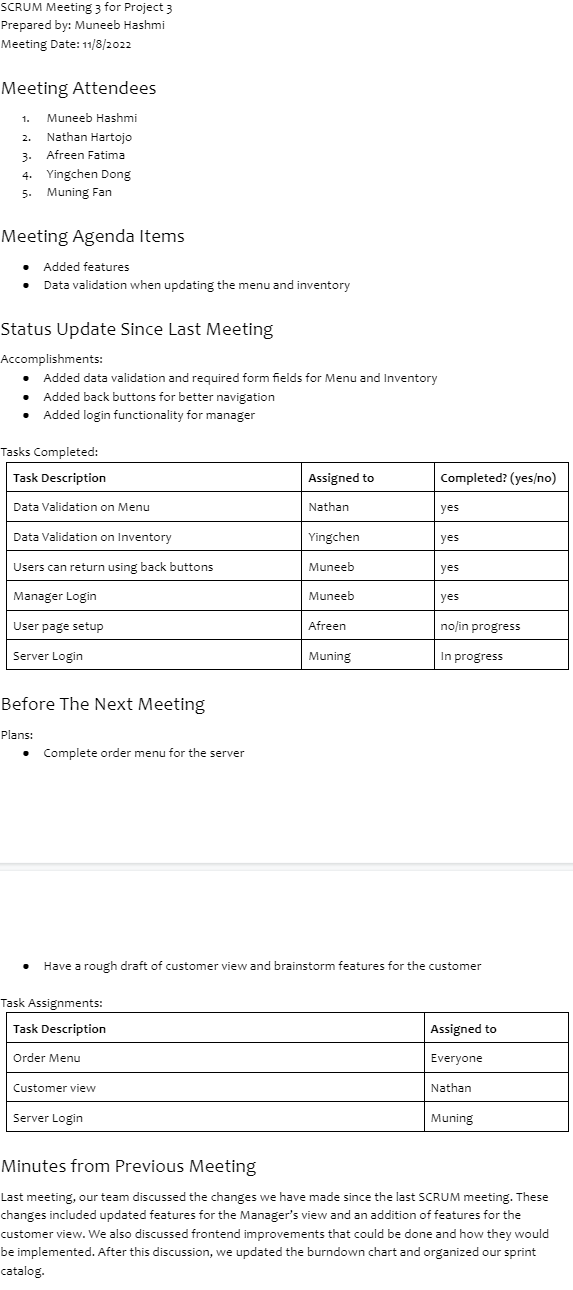 SCRUM Meeting 3 for Project 3
Prepared by: Muneeb Hashmi
Meeting Date: 11/8/2022
Meeting Attendees
1. Muneeb Hashmi
2. Nathan Hartojo
3. Afreen Fatima
4. Yingchen Dong
5. Muning Fan
Meeting Agenda Items
• Added features
• Data validation when updating the menu and inventory
Status Update Since Last Meeting
Accomplishments:
• Added data validation and required form fields for Menu and Inventory
• Added back buttons for better navigation
• Added login functionality for manager
Tasks Completed:
Task Description Assigned to Completed? (yes/no)
Data Validation on Menu Nathan yes
Data Validation on Inventory Yingchen yes
Users can return using back buttons Muneeb yes
Manager Login Muneeb yes
User page setup Afreen no/in progress
Server Login Muning In progress
Before The Next Meeting
Plans:
• Complete order menu for the server
• Have a rough draft of customer view and brainstorm features for the customer
Task Assignments:
Task Description Assigned to
Order Menu Everyone
Customer view Nathan
Server Login Muning
Minutes from Previous Meeting
Last meeting, our team discussed the changes we have made since the last SCRUM meeting. These
changes included updated features for the Manager's view and an addition of features for the
customer view. We also discussed frontend improvements that could be done and how they would
be implemented. After this discussion, we updated the burndown chart and organized our sprint
catalog.